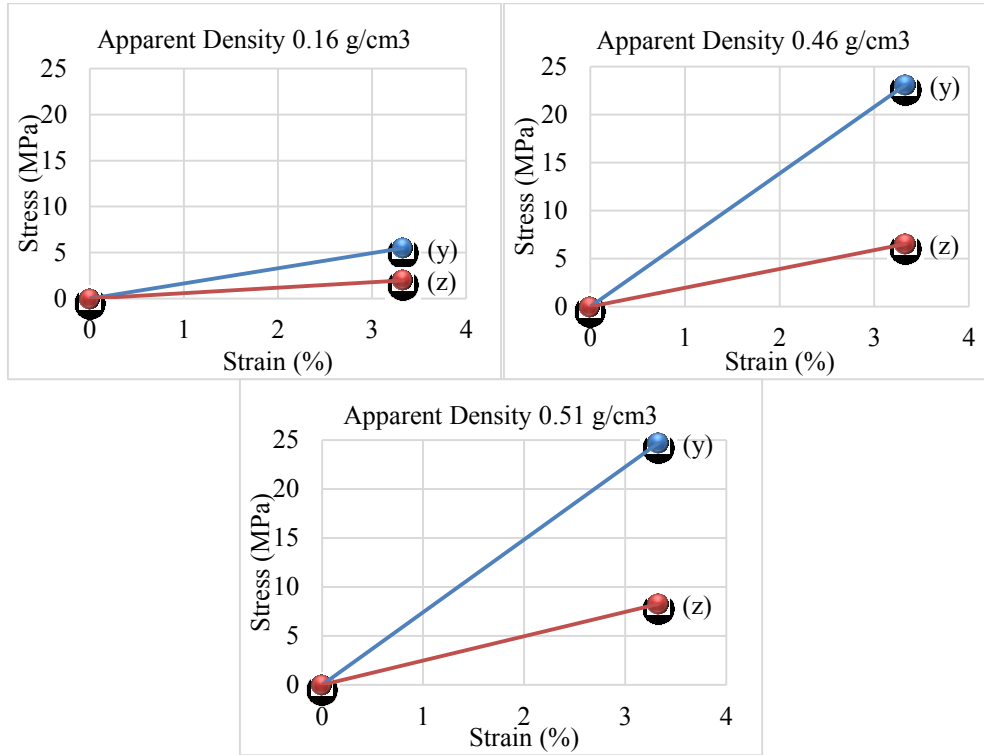 Apparent Density 0.16 g/cm3
25
20
15
10
5
0
Stress (MPa)
(y)
(z)
0 1 2 3 4
Strain (%)
Apparent Density 0.46 g/cm3
25
20
15
10
5
0
Stress (MPa)
(y)
(z)
0 1 2 3 4
Strain (%)
Apparent Density 0.51 g/cm3
25
20
15
10
5
0
Stress (MPa)
(y)
(z)
0 1 2 3 4
Strain (%)